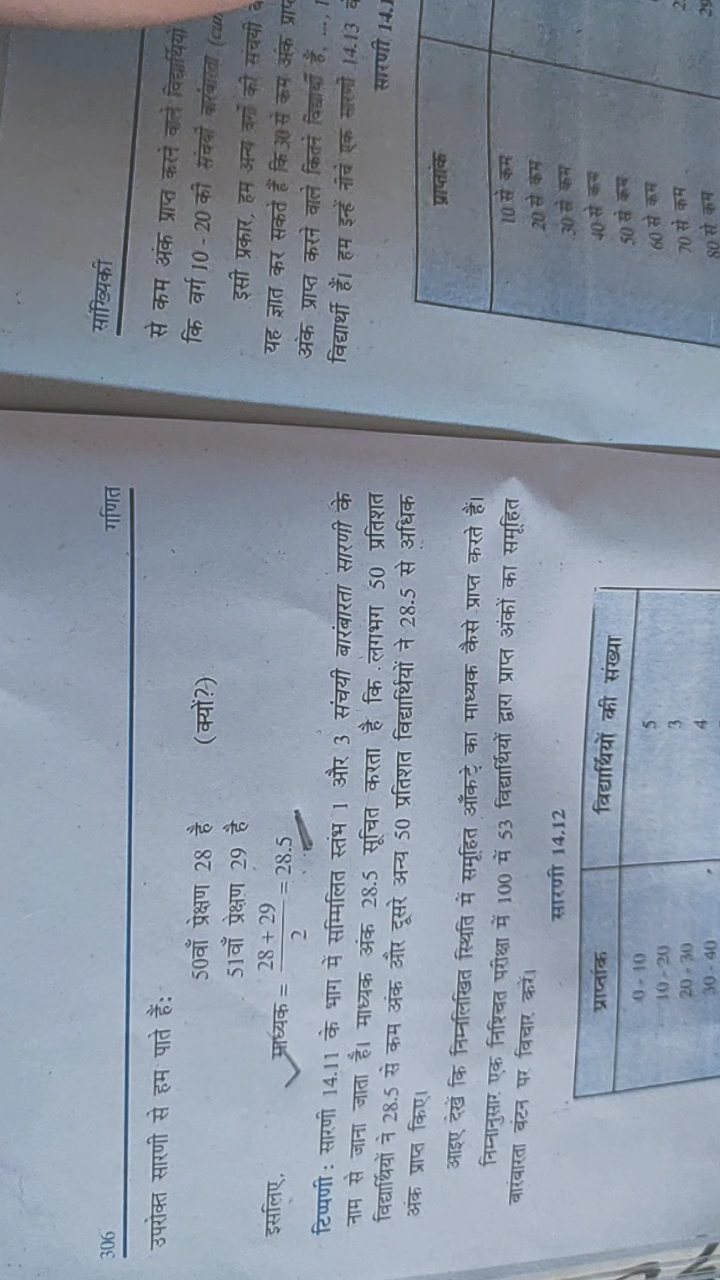 306
गणित
उपरोक्त सारणी से हम पाते हैं:
50वाँ प्रेक्षण 28 है
51वाँ प्रेक्षण 29 है
(क्यों?)
इसलिए, माध्यक = 28 + 29 / 2 = 28.5
टिप्पणी : सारणी 14.11 के भाग में सम्मिलित स्तंभ 1 और 3 संचयी बारंबारता सारणी के
नाम से जाना जाता है। माध्यक अंक 28.5 सूचित करता है कि लगभग 50 प्रतिशत
विद्यार्थियों ने 28.5 से कम अंक और दूसरे अन्य 50 प्रतिशत विद्यार्थियों ने 28.5 से अधिक
अंक प्राप्त किए।
आइए देखें कि निम्नलिखित स्थिति में समूहित आँकड़े का माध्यक कैसे प्राप्त करते हैं।
निम्नानुसार एक निश्चित परीक्षा में 100 में 53 विद्यार्थियों द्वारा प्राप्त अंकों का समूहित
बारंबारता बंटन पर विचार करें।
सारणी 14.12
प्राप्तांक विद्यार्थियों की संख्या
0 - 10 5
10 - 20 3
20 - 30 4
30 - 40
सांख्यिकी
से कम अंक प्राप्त करने वाले विद्यार्थियों
कि वर्ग 10 - 20 की संचयी बारंबारता
इसी प्रकार, हम अन्य वर्गों की संचयी
यह ज्ञात कर सकते हैं कि 30 से कम अंक
अंक प्राप्त करने वाले कितने विद्यार्थी हैं, ...,
विद्यार्थी हैं। हम इन्हें नीचे एक सारणी 14.13
सारणी 14.1
प्राप्तांक
10 से कम
20 से कम
30 से कम
40 से कम
50 से कम
60 से कम
70 से कम
80 से कम